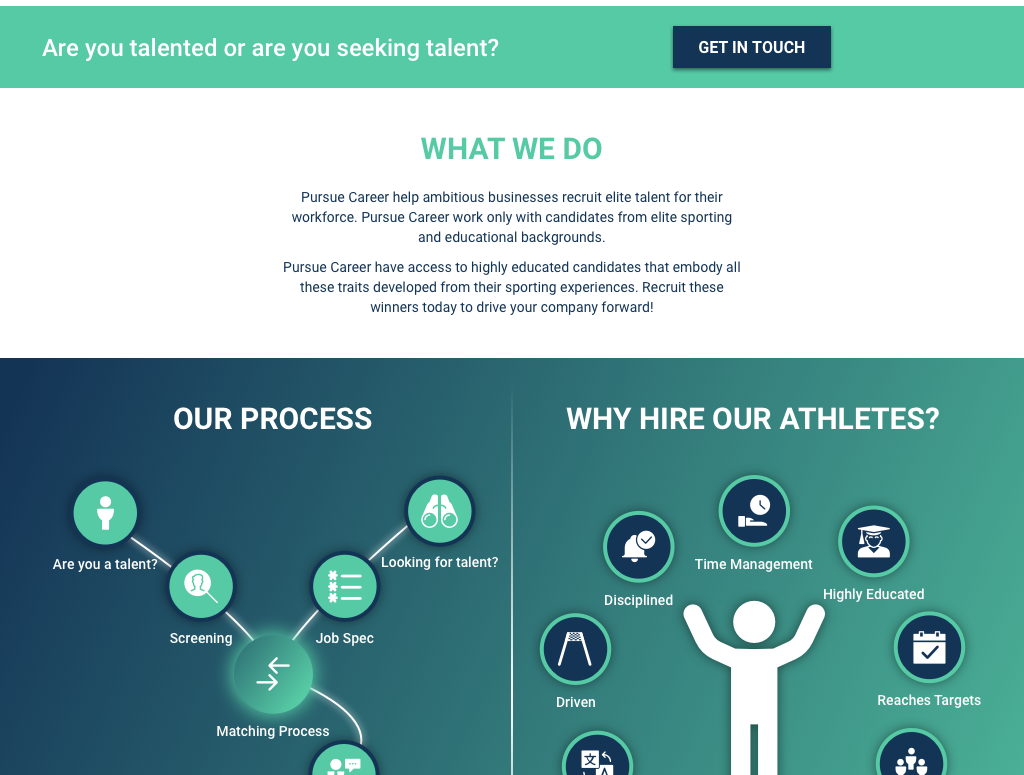 Are you talented or are you seeking talent?
GET IN TOUCH
WHAT WE DO
Pursue Career help ambitious businesses recruit elite talent for their
workforce. Pursue Career work only with candidates from elite sporting
and educational backgrounds.
Pursue Career have access to highly educated candidates that embody all
these traits developed from their sporting experiences. Recruit these
winners today to drive your company forward!
OUR PROCESS
Are you a talent?
Looking for talent?
Screening
Job Spec
Matching Process
WHY HIRE OUR ATHLETES?
Time Management
Disciplined
Highly Educated
Driven
Reaches Targets
文
A